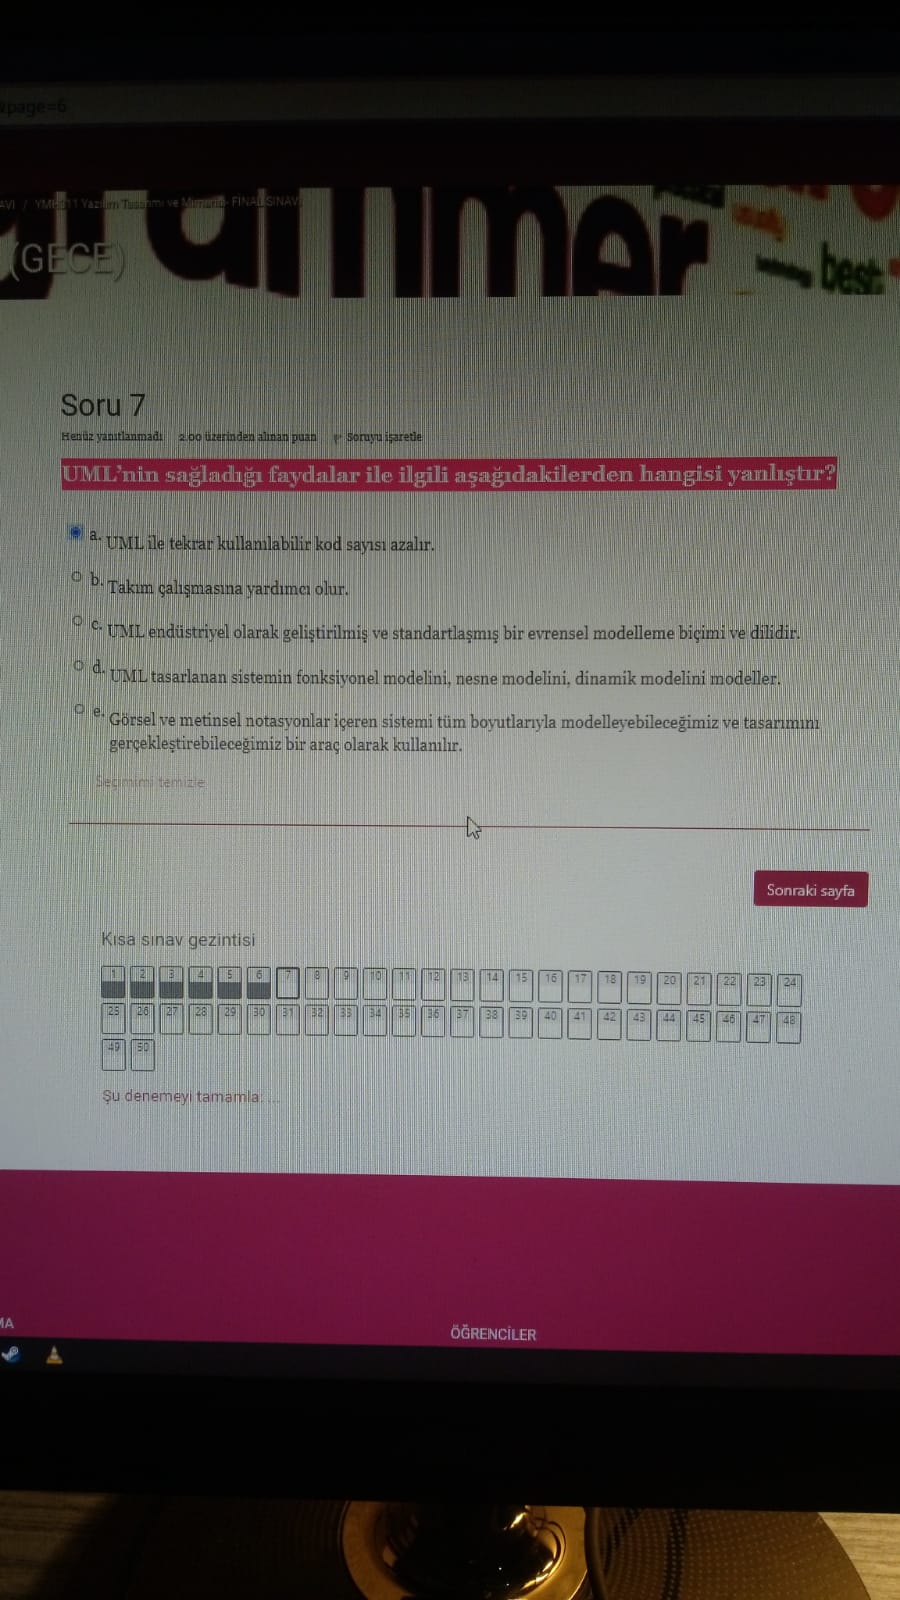 page=6
AVI / YMH311 Yazılım Tasarımı ve Mimarisi- FİNAL SINAVI
grammer
(GECE)
best
Soru 7
Henüz yanıtlanmadı 2.00 üzerinden alınan puan Soruyu işaretle
UML'nin sağladığı faydalar ile ilgili aşağıdakilerden hangisi yanlıştır?
a. UML ile tekrar kullanılabilir kod sayısı azalır.
b. Takım çalışmasına yardımcı olur.
c. UML endüstriyel olarak geliştirilmiş ve standartlaşmış bir evrensel modelleme biçimi ve dilidir.
d. UML tasarlanan sistemin fonksiyonel modelini, nesne modelini, dinamik modelini modeller.
e. Görsel ve metinsel notasyonlar içeren sistemi tüm boyutlarıyla modelleyebileceğimiz ve tasarımını
gerçekleştirebileceğimiz bir araç olarak kullanılır.
Seçimimi temizle
Sonraki sayfa
Kısa sınav gezintisi
1 2 3 4 5 6 7 8 9 10 11 12 13 14 15 16 17 18 19 20 21 22 23 24
25 26 27 28 29 30 31 32 33 34 35 36 37 38 39 40 41 42 43 44 45 46 47 48
49 50
Şu denemeyi tamamla: ...
MA
ÖĞRENCİLER